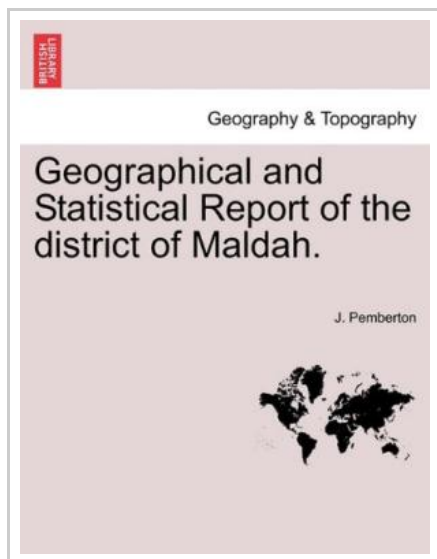 BRITISH
LIBRARY
Geography & Topography
Geographical and
Statistical Report of the
district of Maldah.
J. Pemberton